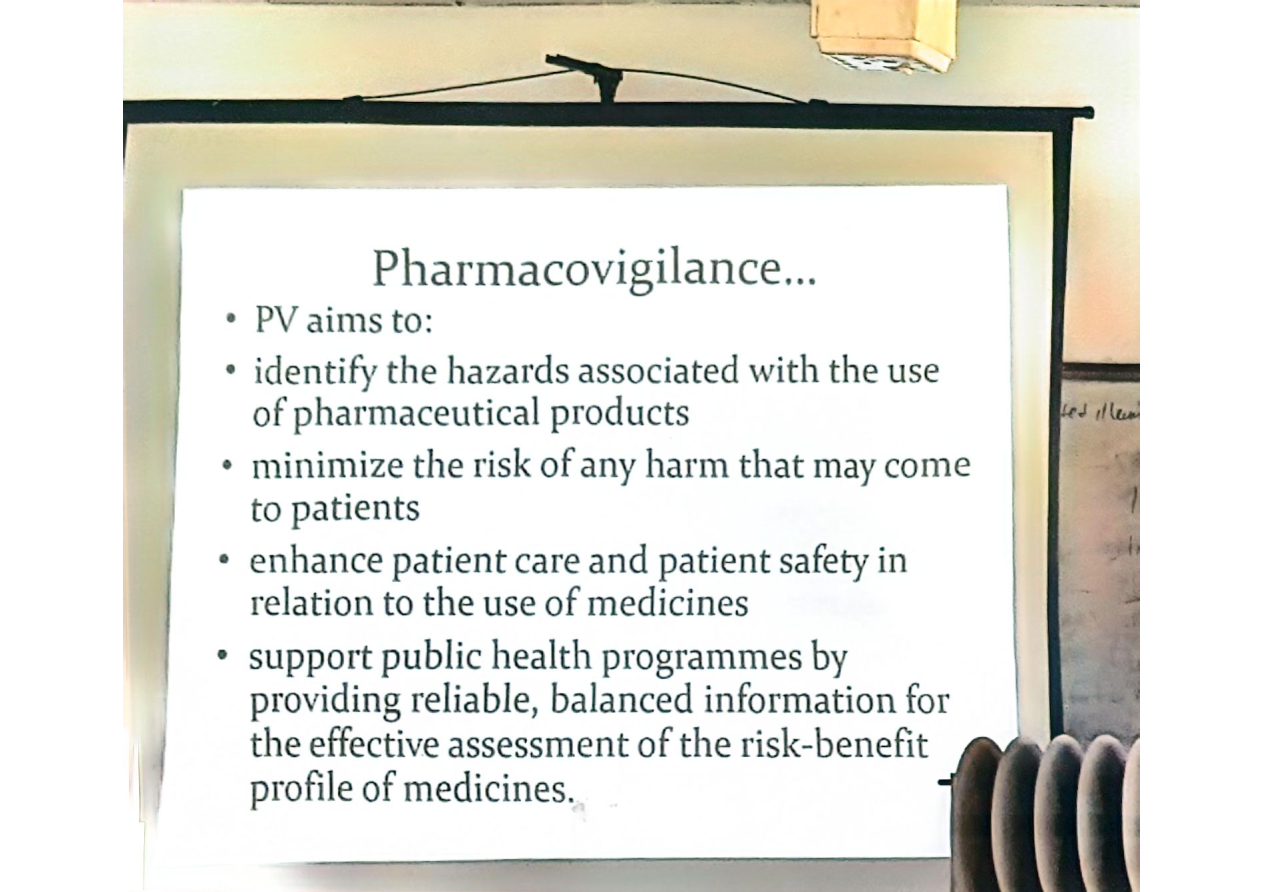 Pharmacovigilance...
• PV aims to:
• identify the hazards associated with the use
of pharmaceutical products
• minimize the risk of any harm that may come
to patients
• enhance patient care and patient safety in
relation to the use of medicines
• support public health programmes by
providing reliable, balanced information for
the effective assessment of the risk-benefit
profile of medicines.